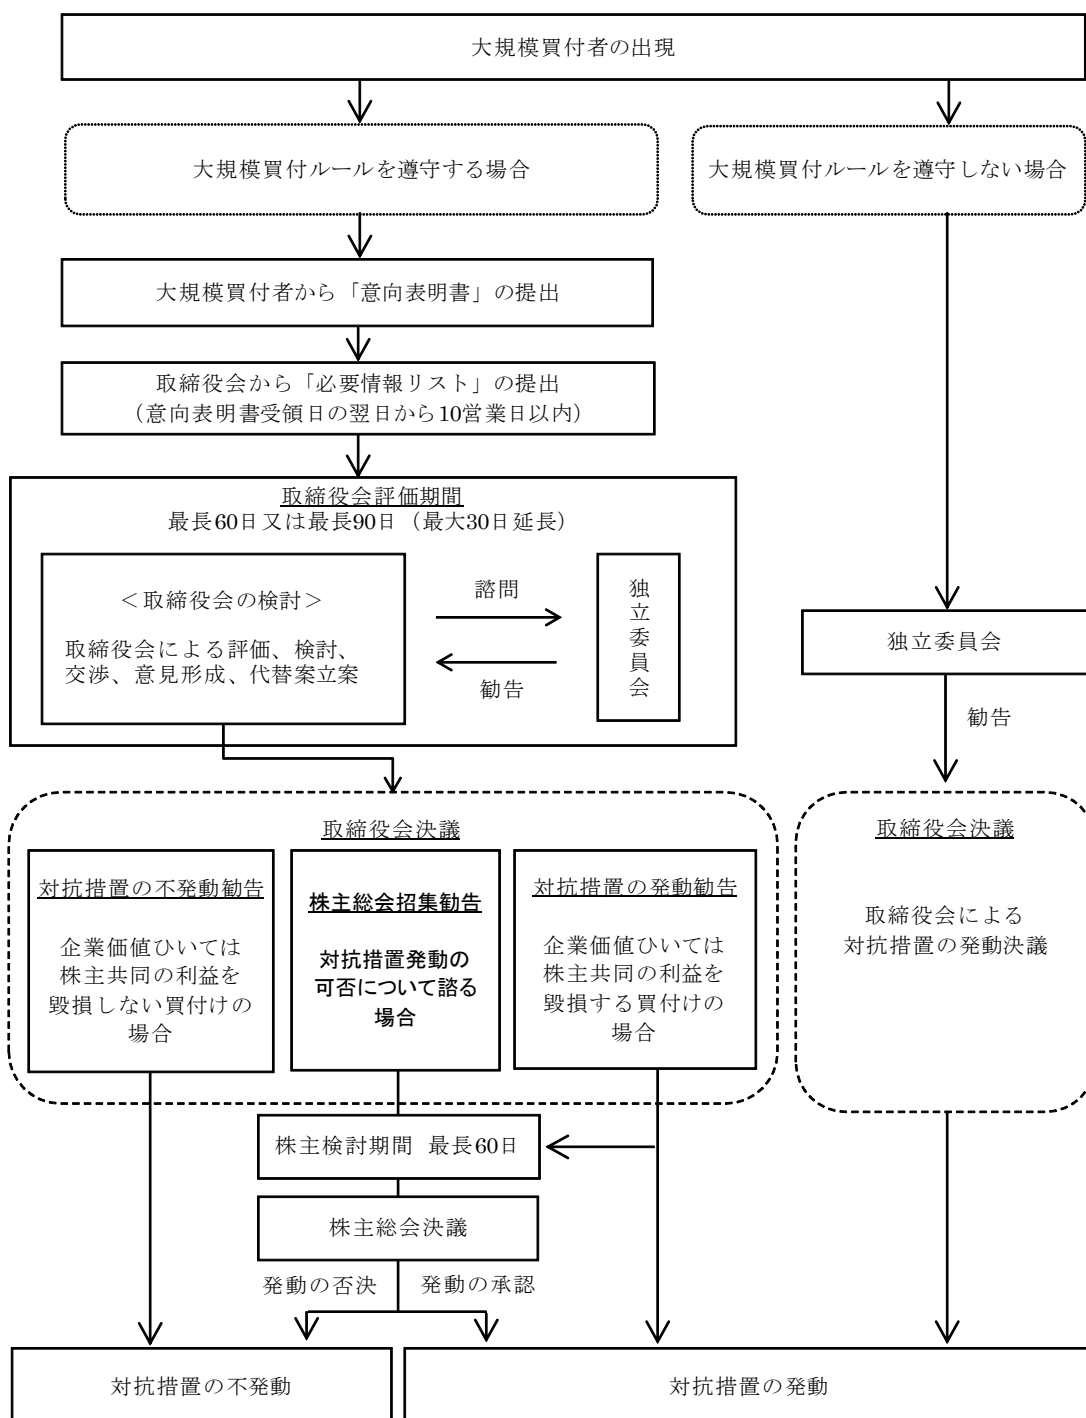 大規模買付者の出現
大規模買付ルールを遵守する場合
大規模買付ルールを遵守しない場合
大規模買付者から「意向表明書」の提出
取締役会から「必要情報リスト」の提出
（意向表明書受領日の翌日から10営業日以内）
取締役会評価期間
最長60日又は最長90日（最大30日延長）
＜取締役会の検討＞
取締役会による評価、検討、
交渉、意見形成、代替案立案
諮問
勧告
独立委員会
独立委員会
勧告
取締役会決議
対抗措置の不発動勧告
企業価値ひいては
株主共同の利益を
毀損しない買付けの
場合
株主総会招集勧告
対抗措置発動の
可否について諮る
場合
対抗措置の発動勧告
企業価値ひいては
株主共同の利益を
毀損する買付けの
場合
取締役会決議
取締役会による
対抗措置の発動決議
株主検討期間 最長60日
株主総会決議
発動の否決
発動の承認
対抗措置の不発動
対抗措置の発動